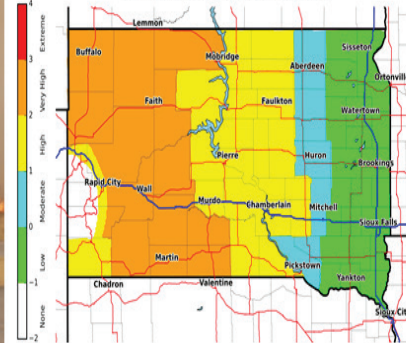 4
Extreme
3
Very High
2
High
1
Moderate
0
Low
-1
None
-2
Lemmon
Buffalo
Mobridge
Sisseton
Aberdeen
Ortonvil
Faith
Faulkton
Watertown
Pierre
Huron
Brookings
Rapid City
Wall
Murdo
Chamberlain
Mitchell
Sioux Falls
Martin
Pickstown
Yankton
Chadron
Valentine
Sioux Cit